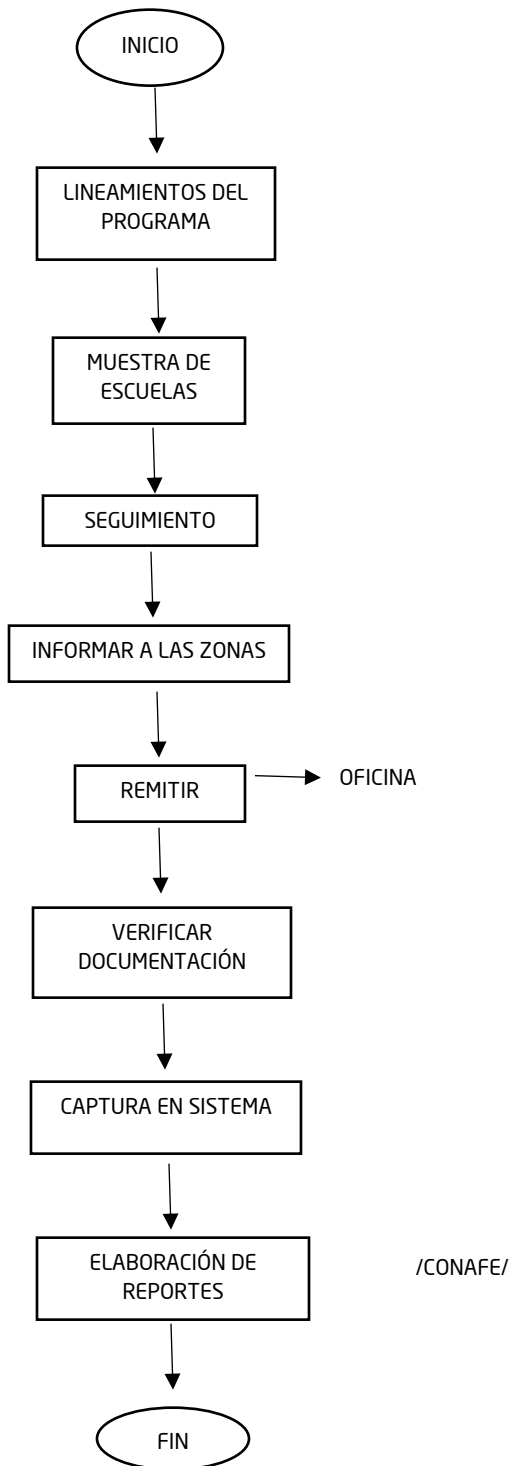 INICIO
LINEAMIENTOS DEL
PROGRAMA
MUESTRA DE
ESCUELAS
SEGUIMIENTO
INFORMAR A LAS ZONAS
REMITIR
OFICINA
VERIFICAR
DOCUMENTACIÓN
CAPTURA EN SISTEMA
ELABORACIÓN DE
REPORTES
/CONAFE/
FIN